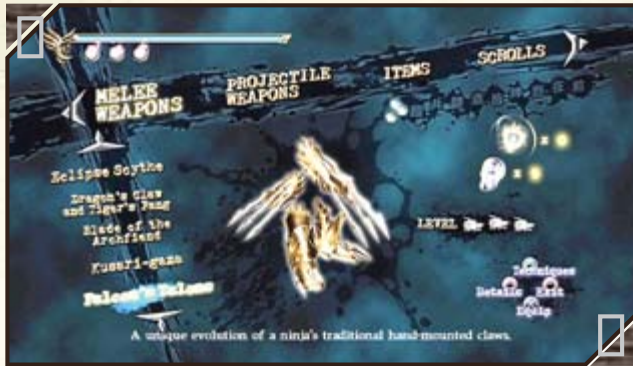 MELEE
WEAPONS
PROJECTILE
WEAPONS
ITEMS
SCROLLS
Eclipse Scythe
Dragon's Claw
and Tiger's Fang
Blade of the
Archfiend
Kusari-gama
Falcon's Talons
x
x
LEVEL
Techniques
Details Exit
Equip
A unique evolution of a ninja's traditional hand-mounted claws.